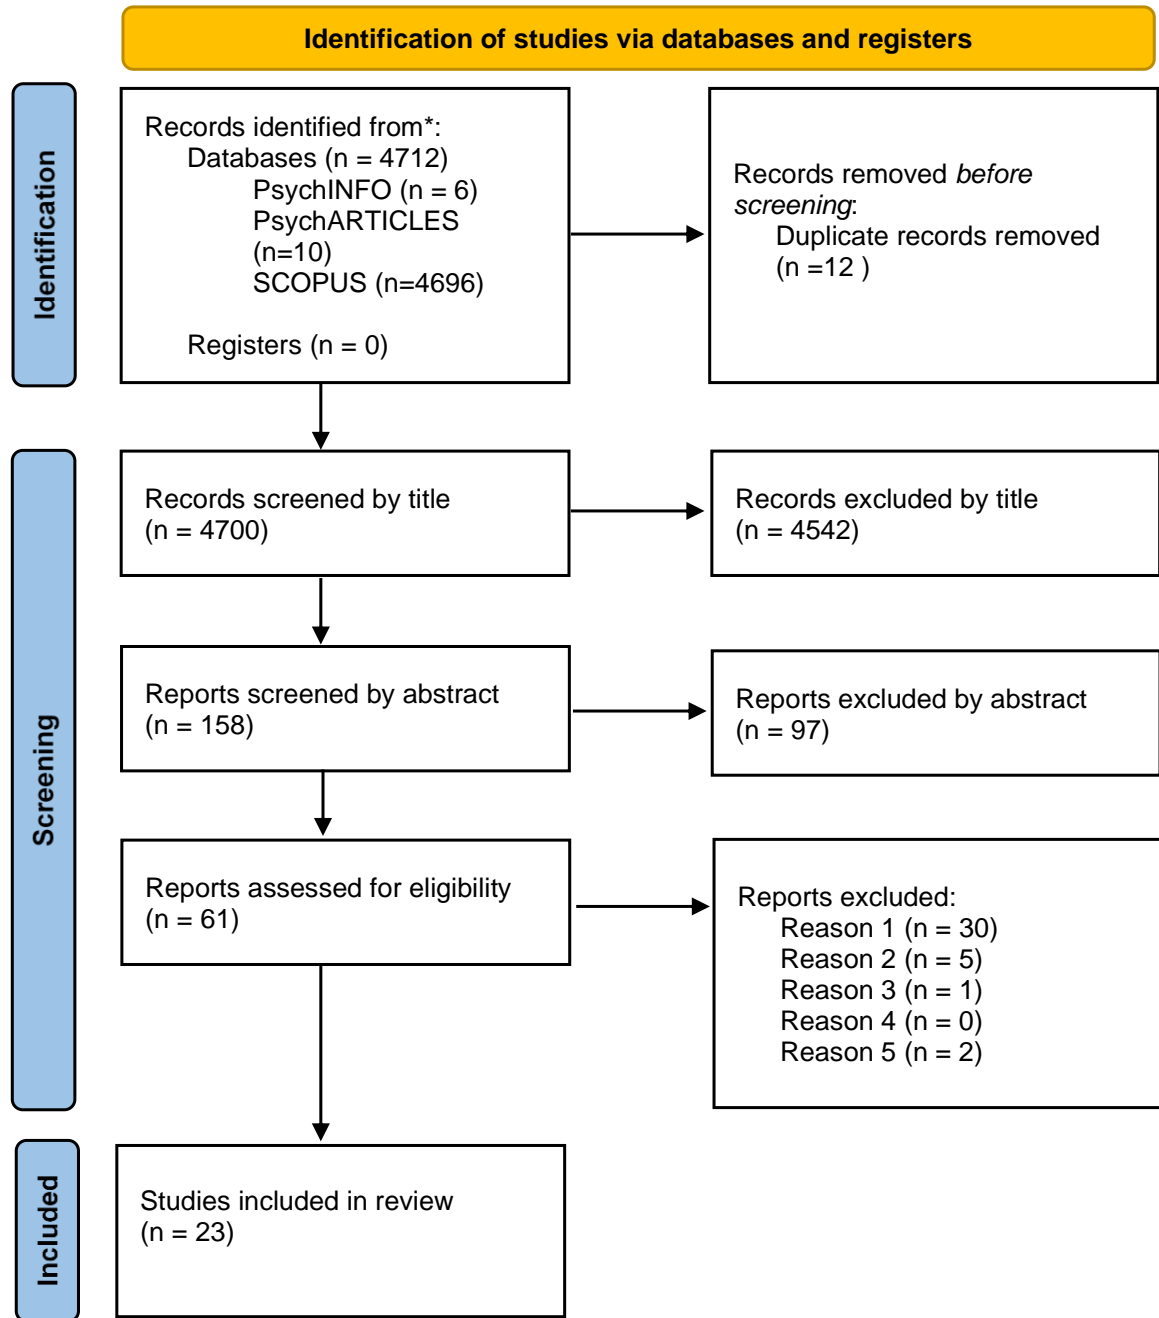 Identification of studies via databases and registers
Identification
Records identified from*:
Databases (n = 4712)
PsychINFO (n = 6)
PsychARTICLES
(n=10)
SCOPUS (n=4696)
Registers (n = 0)
Records removed before
screening:
Duplicate records removed
(n =12 )
Screening
Records screened by title
(n = 4700)
Records excluded by title
(n = 4542)
Reports screened by abstract
(n = 158)
Reports excluded by abstract
(n = 97)
Reports assessed for eligibility
(n = 61)
Reports excluded:
Reason 1 (n = 30)
Reason 2 (n = 5)
Reason 3 (n = 1)
Reason 4 (n = 0)
Reason 5 (n = 2)
Included
Studies included in review
(n = 23)